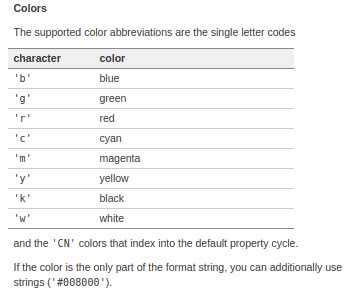 Colors
The supported color abbreviations are the single letter codes
character color
'b' blue
'g' green
'r' red
'c' cyan
'm' magenta
'y' yellow
'k' black
'w' white
and the 'CN' colors that index into the default property cycle.
If the color is the only part of the format string, you can additionally use
strings ('#008000').